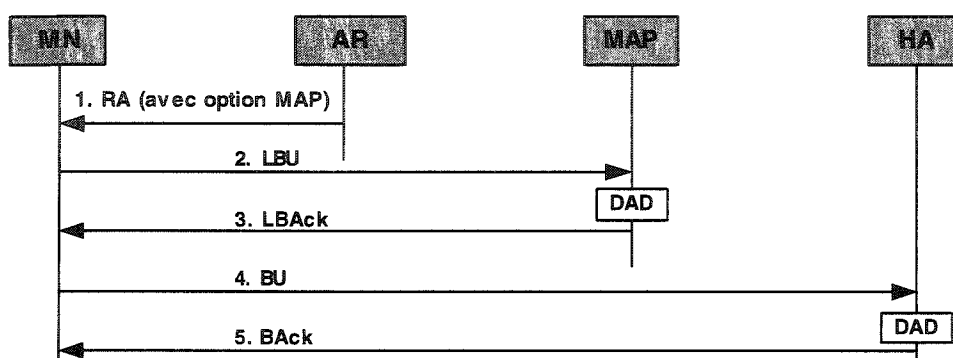 MN
AR
MAP
HA
1. RA (avec option MAP)
2. LBU
DAD
3. LBAck
4. BU
DAD
5. BAck